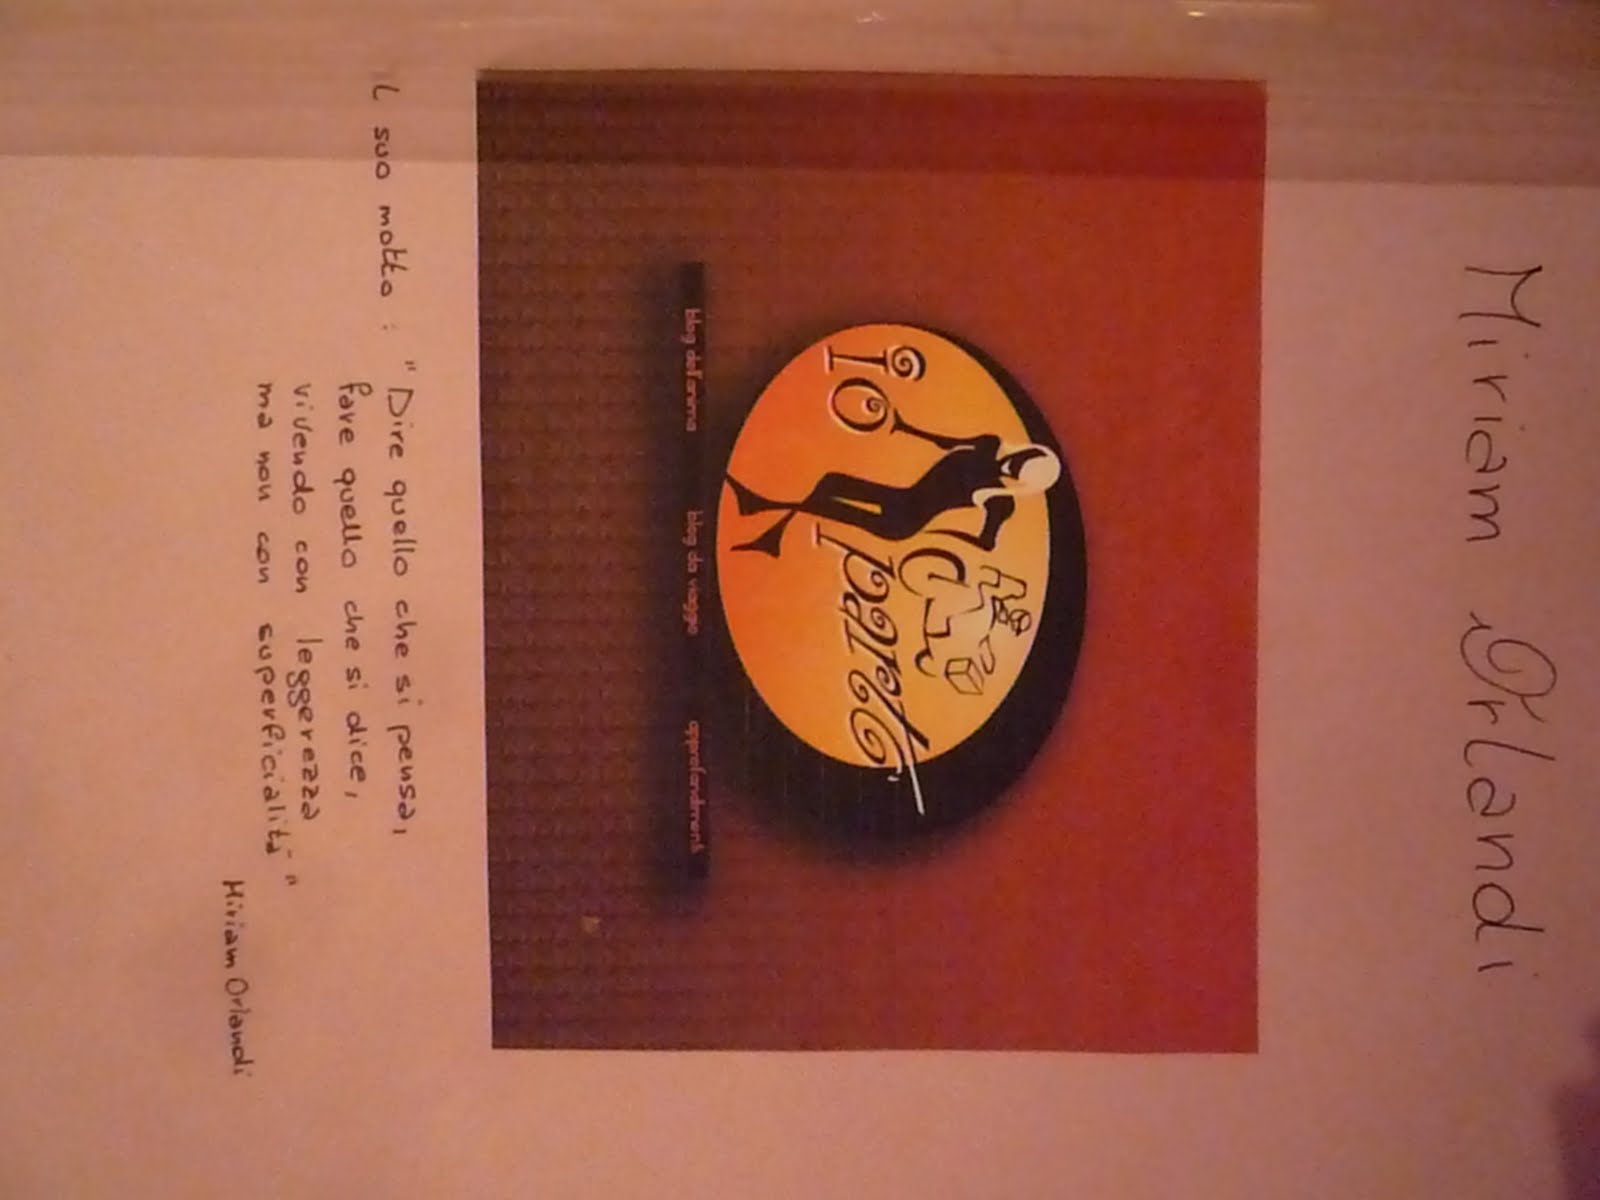 Miriam Orlandi
IO parto
blog dell'anima blog da viaggio approfondimenti
il suo motto : "Dire quello che si pensa,
fare quello che si dice,
vivendo con leggerezza
ma non con superficialità"
Miriam Orlandi